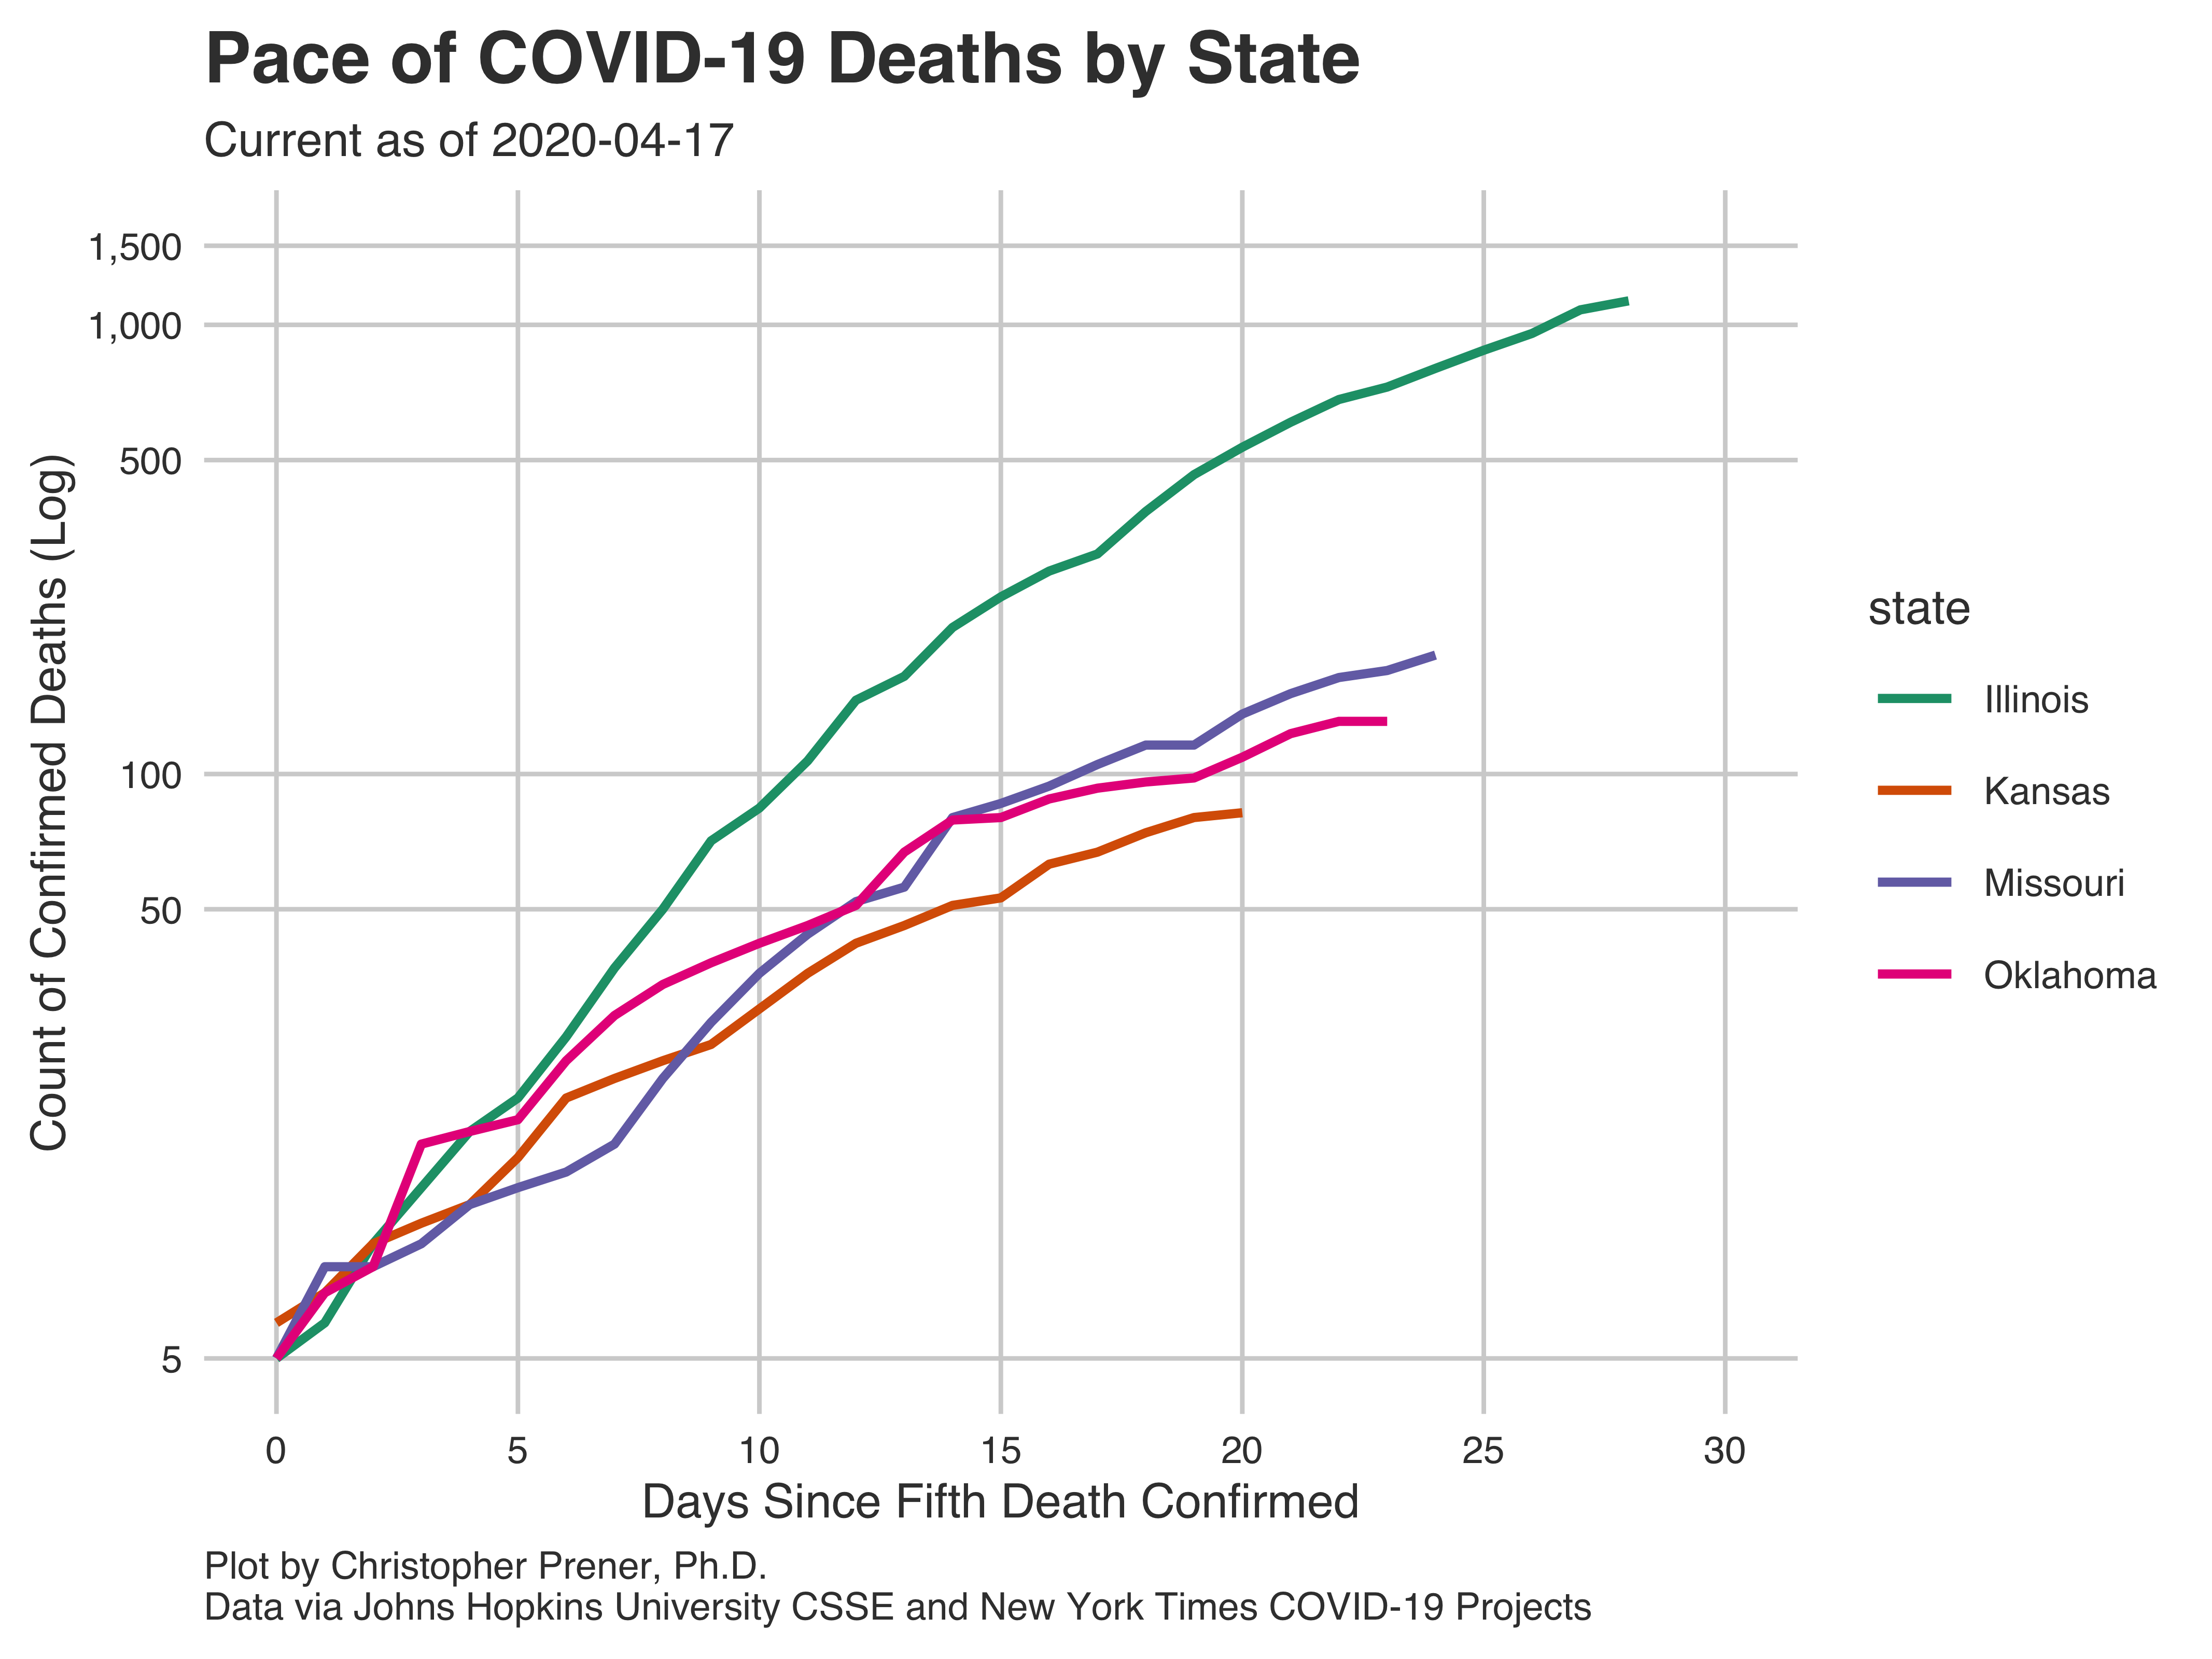 Pace of COVID-19 Deaths by State
Current as of 2020-04-17
Count of Confirmed Deaths (Log)
1,500
1,000
500
100
50
5
0
5
10
15
20
25
30
Days Since Fifth Death Confirmed
state
Illinois
Kansas
Missouri
Oklahoma
Plot by Christopher Prener, Ph.D.
Data via Johns Hopkins University CSSE and New York Times COVID-19 Projects